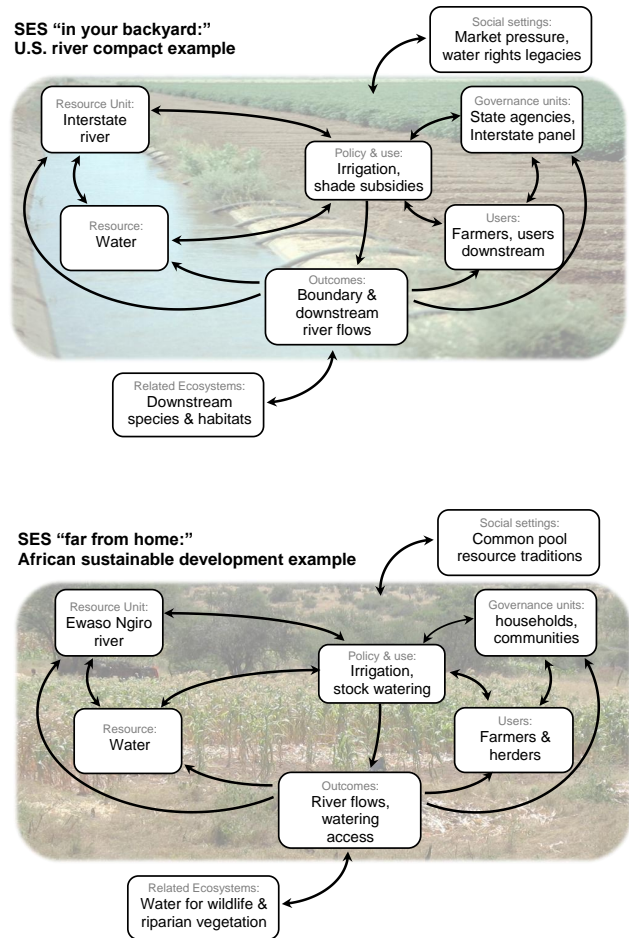 SES “in your backyard:”
U.S. river compact example
Social settings:
Market pressure,
water rights legacies
Resource Unit:
Interstate
river
Governance units:
State agencies,
Interstate panel
Policy & use:
Irrigation,
shade subsidies
Resource:
Water
Users:
Farmers, users
downstream
Outcomes:
Boundary &
downstream
river flows
Related Ecosystems:
Downstream
species & habitats
SES “far from home:”
African sustainable development example
Social settings:
Common pool
resource traditions
Resource Unit:
Ewaso Ngiro
river
Governance units:
households,
communities
Policy & use:
Irrigation,
stock watering
Resource:
Water
Users:
Farmers &
herders
Outcomes:
River flows,
watering
access
Related Ecosystems:
Water for wildlife &
riparian vegetation